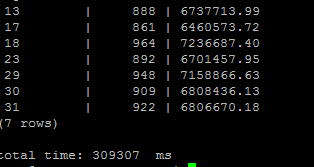 13 | 888 | 6737713.99
17 | 861 | 6460573.72
18 | 964 | 7236687.40
23 | 892 | 6701457.95
29 | 948 | 7158866.63
30 | 909 | 6808436.13
31 | 922 | 6806670.18
(7 rows)
total time: 309307 ms